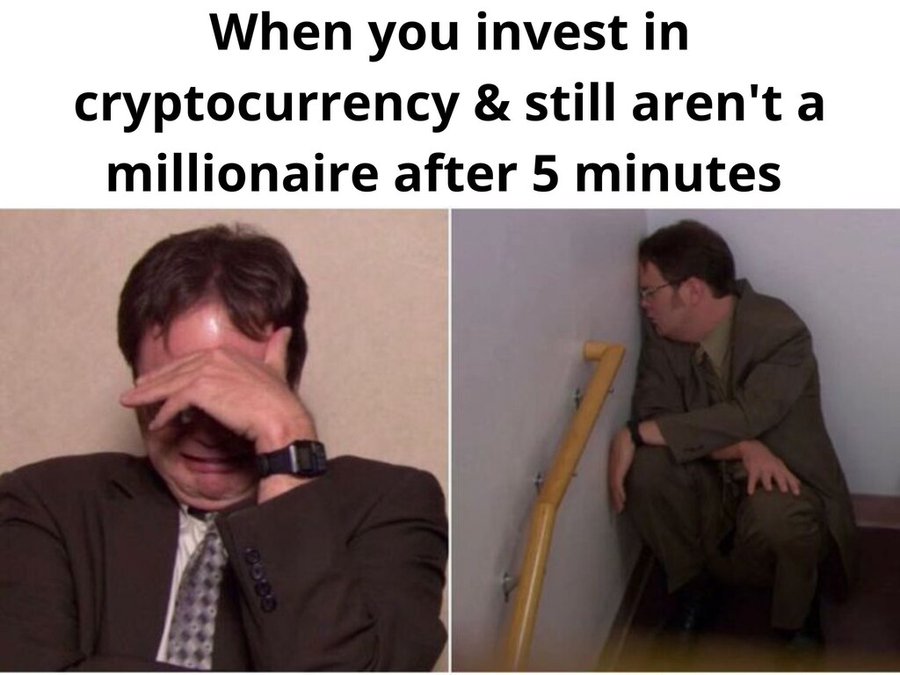 When you invest in
cryptocurrency & still aren't a
millionaire after 5 minutes